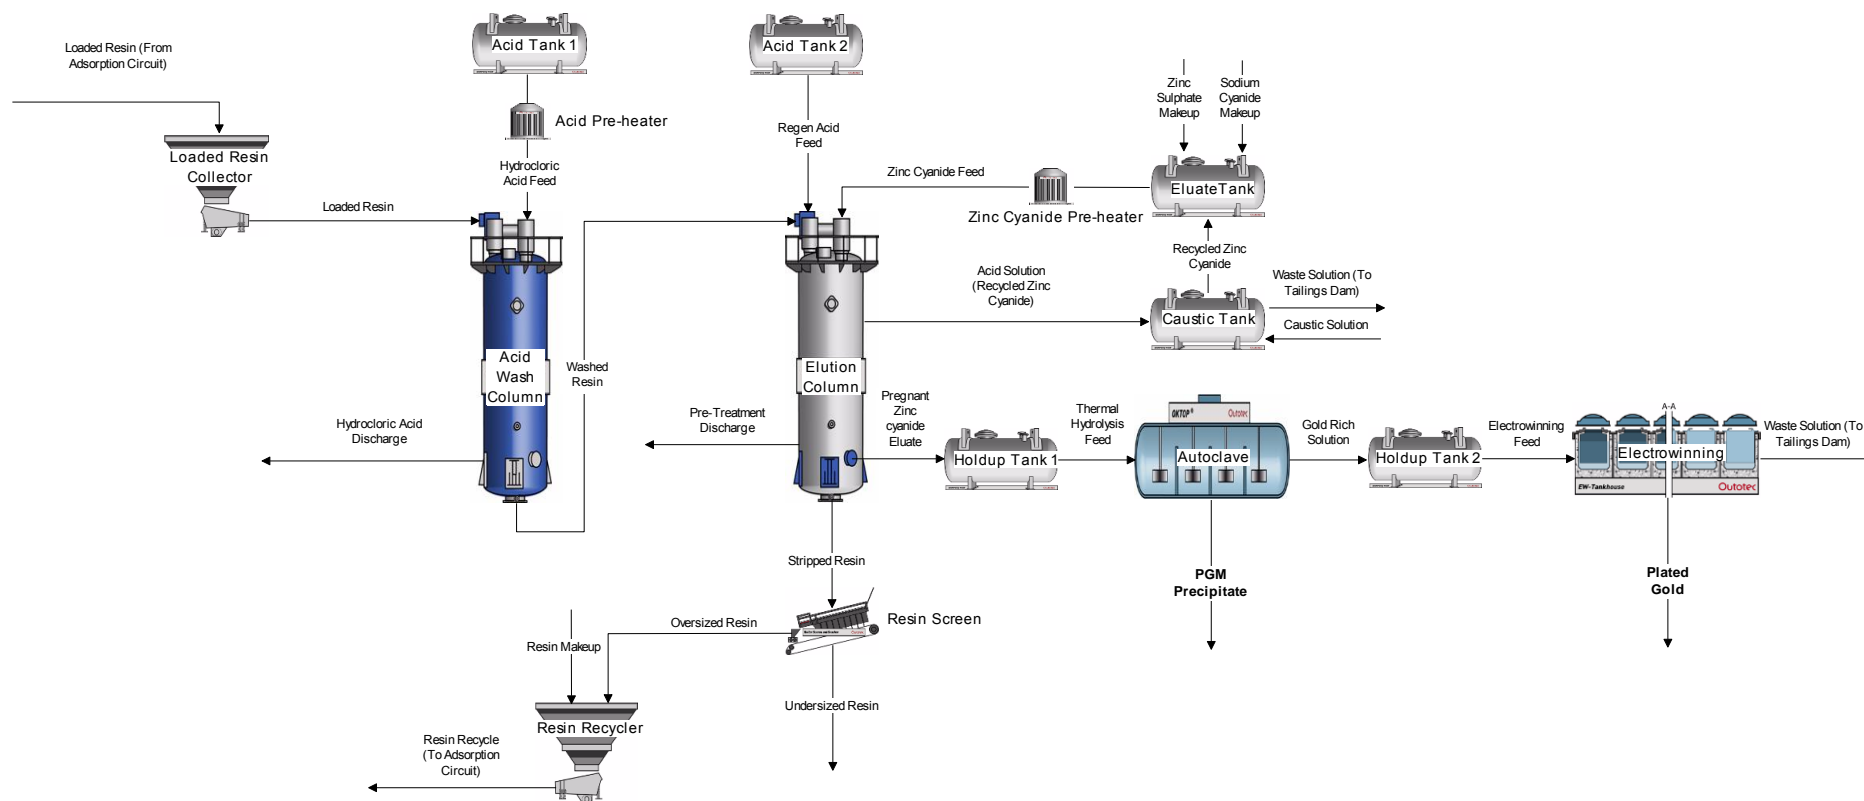 Loaded Resin (From
Adsorption Circuit)
Acid Tank 1
Outotec
Acid Tank 2
Outotec
Acid Pre-heater
Regen Acid
Feed
Zinc
Sulphate
Makeup
Sodium
Cyanide
Makeup
Loaded Resin
Collector
Hydrocloric
Acid Feed
Zinc Cyanide Feed
Eluate Tank
Zinc Cyanide Pre-heater
Loaded Resin
Recycled Zinc
Cyanide
Acid Solution
(Recycled Zinc
Cyanide)
Waste Solution (To
Tailings Dam)
Caustic Tank
Caustic Solution
Acid
Wash
Column
Washed
Resin
Elution
Column
Hydrocloric Acid
Discharge
Pre-Treatment
Discharge
Pregnant
Zinc
cyanide
Eluate
Holdup Tank 1
Thermal
Hydrolysis
Feed
OKTOP®
Outotec
Autoclave
Gold Rich
Solution
Holdup Tank 2
Electrowinning
Feed
A-A
Electrowinning
EW-Tankhouse
Outotec
Waste Solution (To
Tailings Dam)
Stripped Resin
PGM
Precipitate
Plated
Gold
Resin Screen
Oversized Resin
Resin Makeup
Undersized Resin
Resin Recycler
Resin Recycle
(To Adsorption
Circuit)